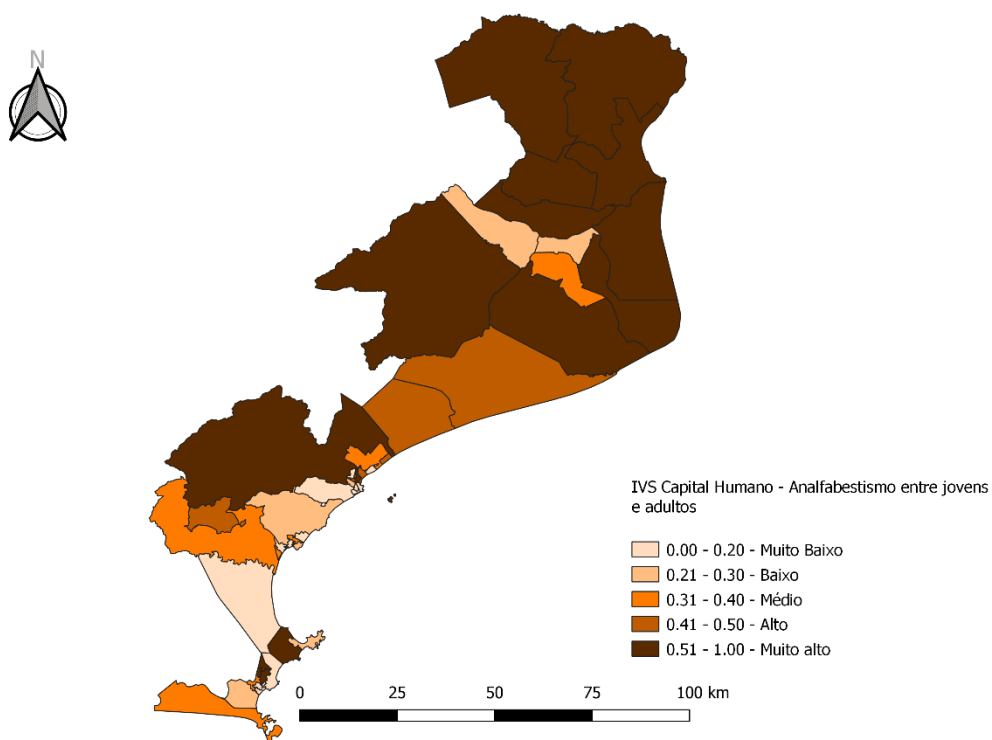 N
IVS Capital Humano - Analfabestismo entre jovens
e adultos
0.00 - 0.20 - Muito Baixo
0.21 - 0.30 - Baixo
0.31 - 0.40 - Médio
0.41 - 0.50 - Alto
0.51 - 1.00 - Muito alto
0 25 50 75 100 km